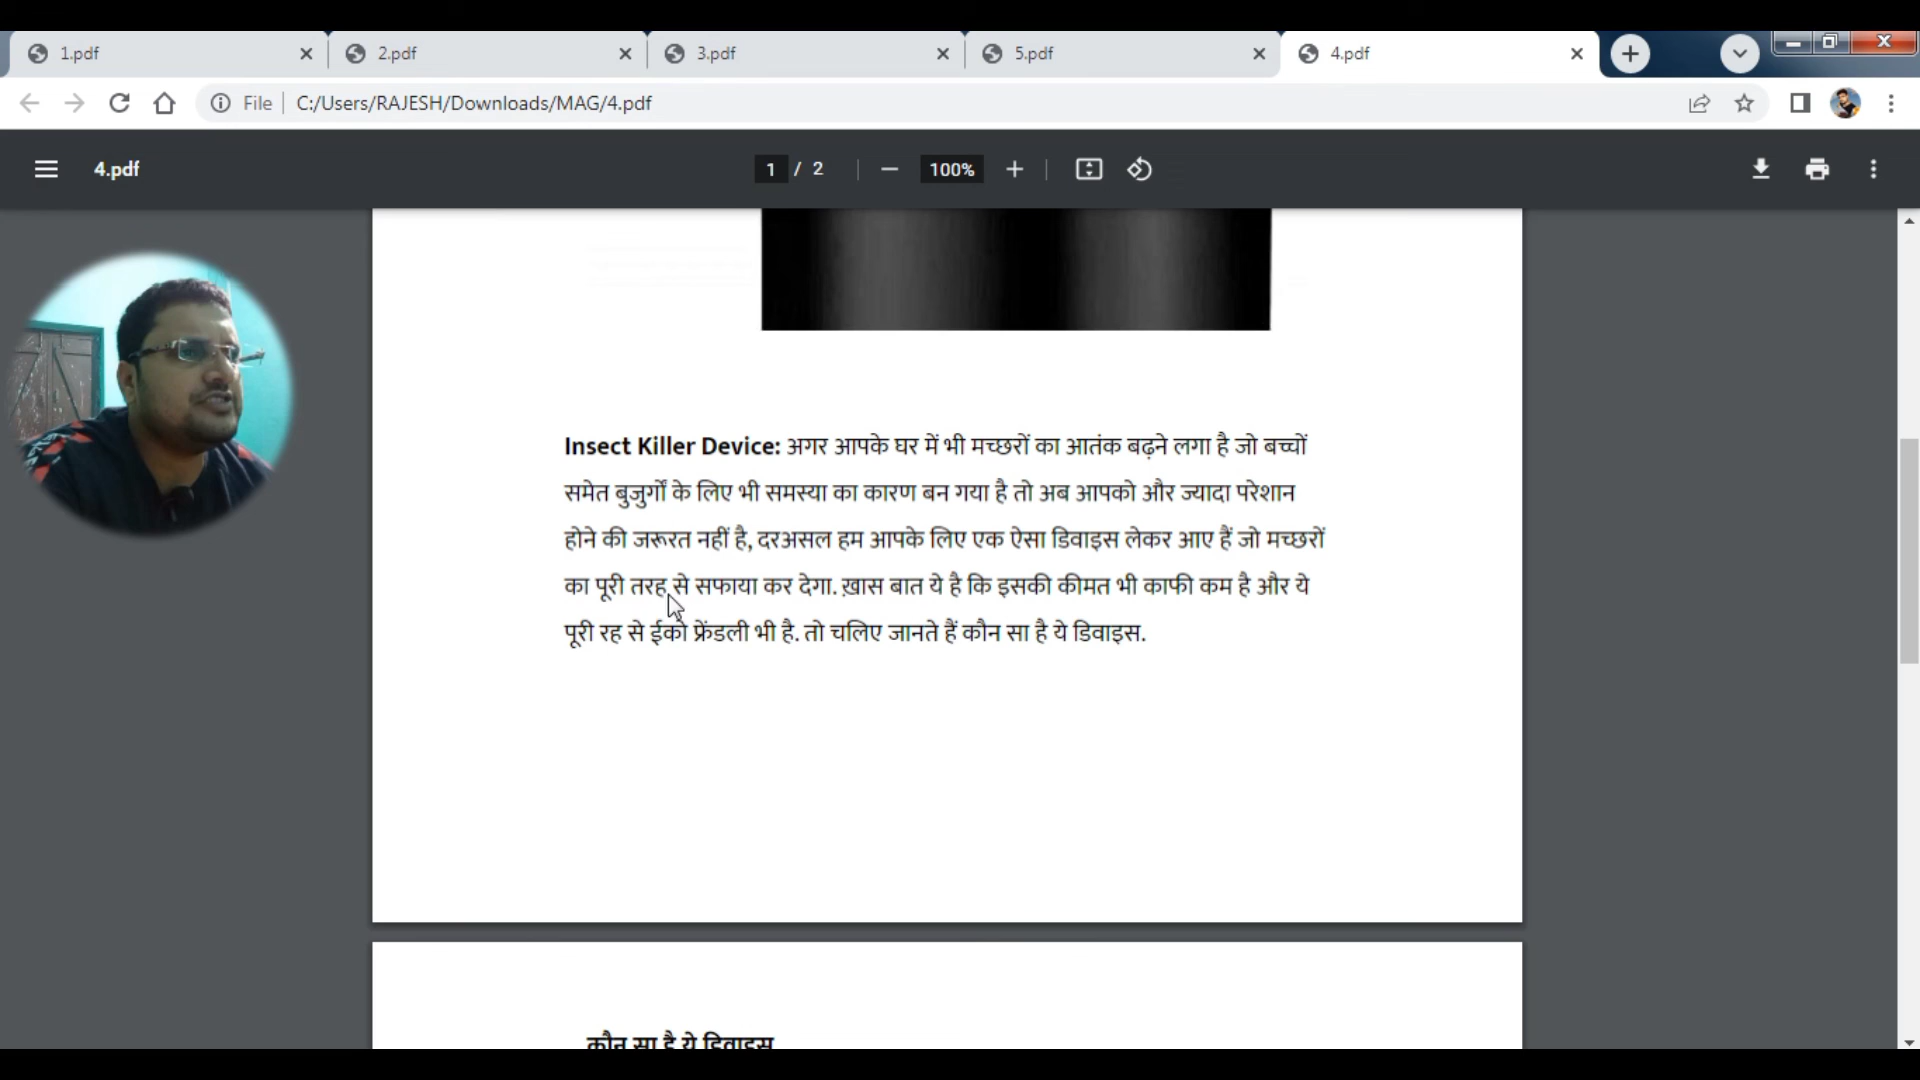 1.pdf
2.pdf
3.pdf
5.pdf
4.pdf
File
C:/Users/RAJESH/Downloads/MAG/4.pdf
4.pdf
1 / 2
100%
Insect Killer Device: अगर आपके घर में भी मच्छरों का आतंक बढ़ने लगा है जो बच्चों
समेत बुजुर्गों के लिए भी समस्या का कारण बन गया है तो अब आपको और ज्यादा परेशान
होने की जरूरत नहीं है, दरअसल हम आपके लिए एक ऐसा डिवाइस लेकर आए हैं जो मच्छरों
का पूरी तरह से सफाया कर देगा. ख़ास बात ये है कि इसकी कीमत भी काफी कम है और ये
पूरी रह से ईको फ्रेंडली भी है. तो चलिए जानते हैं कौन सा है ये डिवाइस.
कौन सा है ये डिवाइस